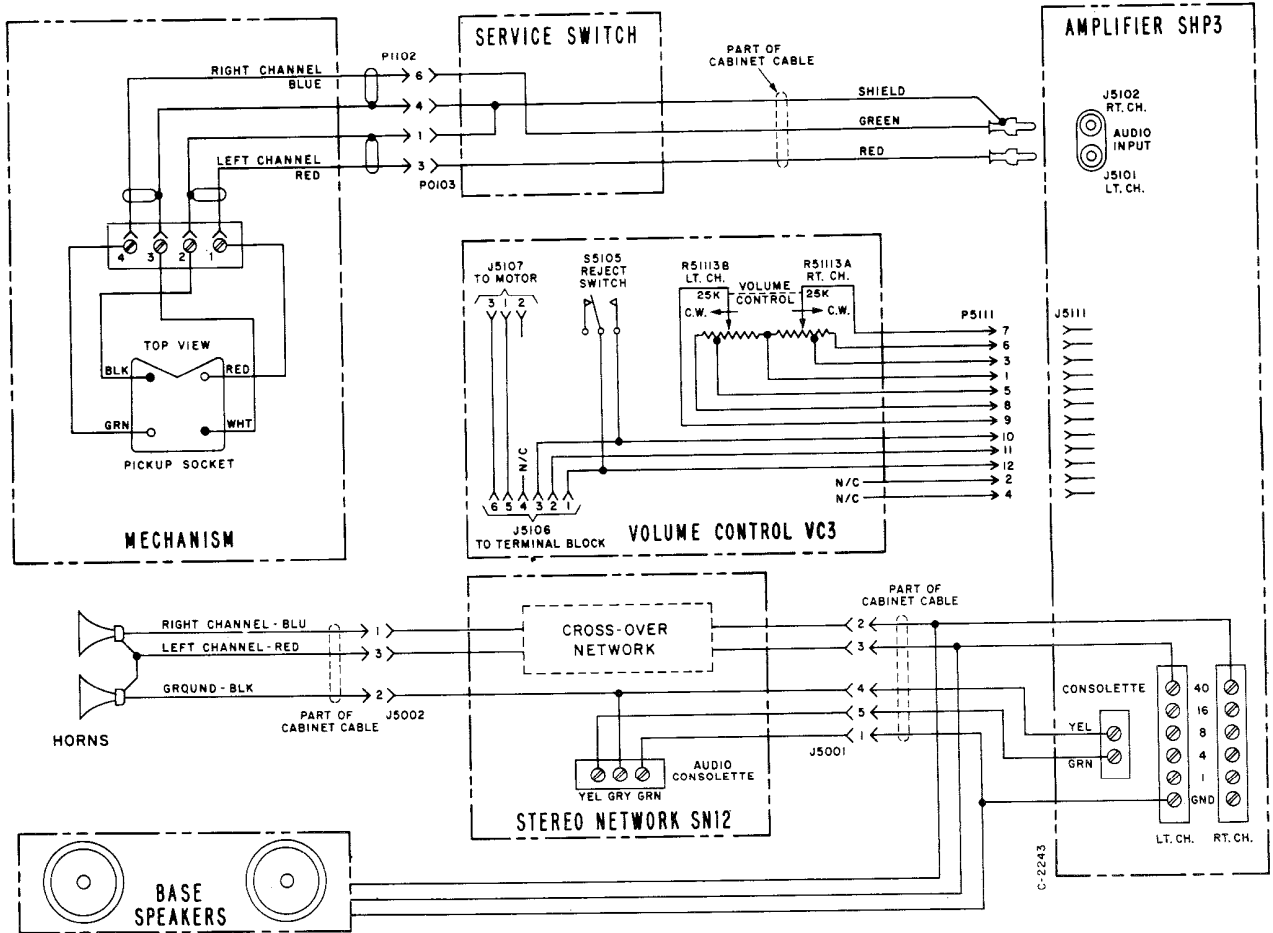 SERVICE SWITCH
AMPLIFIER SHP3
P1102
RIGHT CHANNEL
BLUE
6
4
1
LEFT CHANNEL
RED
3
P0103
PART OF
CABINET CABLE
SHIELD
GREEN
RED
J5102
RT. CH.
AUDIO
INPUT
J5101
LT. CH.
4 3 2 1
TOP VIEW
BLK
RED
GRN
WHT
PICKUP SOCKET
MECHANISM
J5107
TO MOTOR
3 1 2
S5105
REJECT
SWITCH
R5113B
LT. CH.
R5113A
RT. CH.
25K
VOLUME
CONTROL
25K
C.W.
C.W.
P5111
J5111
7
6
3
1
5
8
9
10
11
12
N/C
2
N/C
4
N/C
6 5 4 3 2 1
J5106
TO TERMINAL BLOCK
VOLUME CONTROL VC3
RIGHT CHANNEL-BLU
1
LEFT CHANNEL-RED
3
GROUND-BLK
2
PART OF
CABINET CABLE
J5002
HORNS
CROSS-OVER
NETWORK
PART OF
CABINET CABLE
2
3
4
5
1
J5001
AUDIO
CONSOLETTE
YEL GRY GRN
STEREO NETWORK SN12
CONSOLETTE
YEL
GRN
40
16
8
4
1
GND
LT. CH.
RT. CH.
C-2243
BASE
SPEAKERS